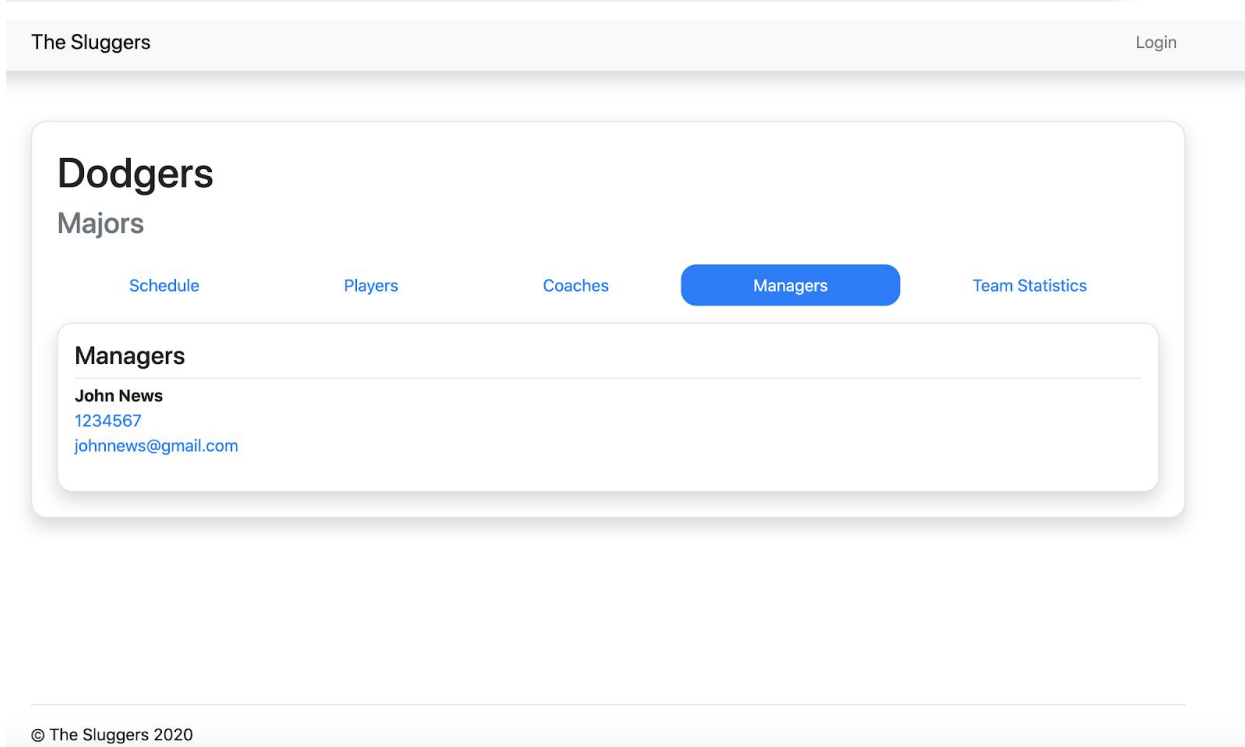 The Sluggers Login
Dodgers
Majors
Schedule Players Coaches Managers Team Statistics
Managers
John News
1234567
johnnews@gmail.com
© The Sluggers 2020